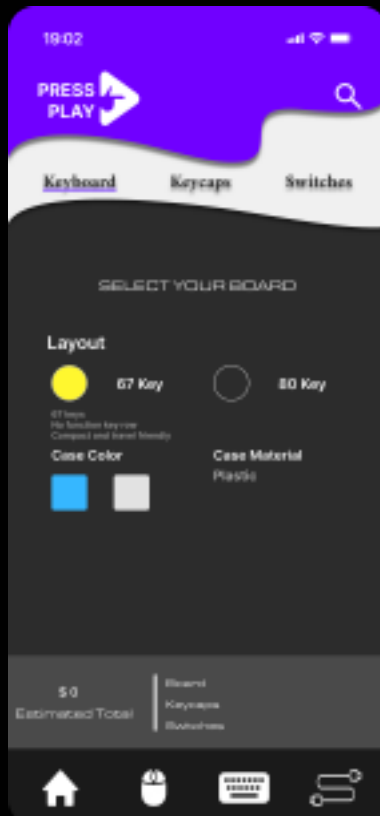 19:02
PRESS
PLAY
Keyboard Keycaps Switches
SELECT YOUR BOARD
Layout
67 Key 80 Key
67 keys
No function key row
Compact and travel friendly
Case Color Case Material
Plastic
$0
Estimated Total
Board
Keycaps
Switches